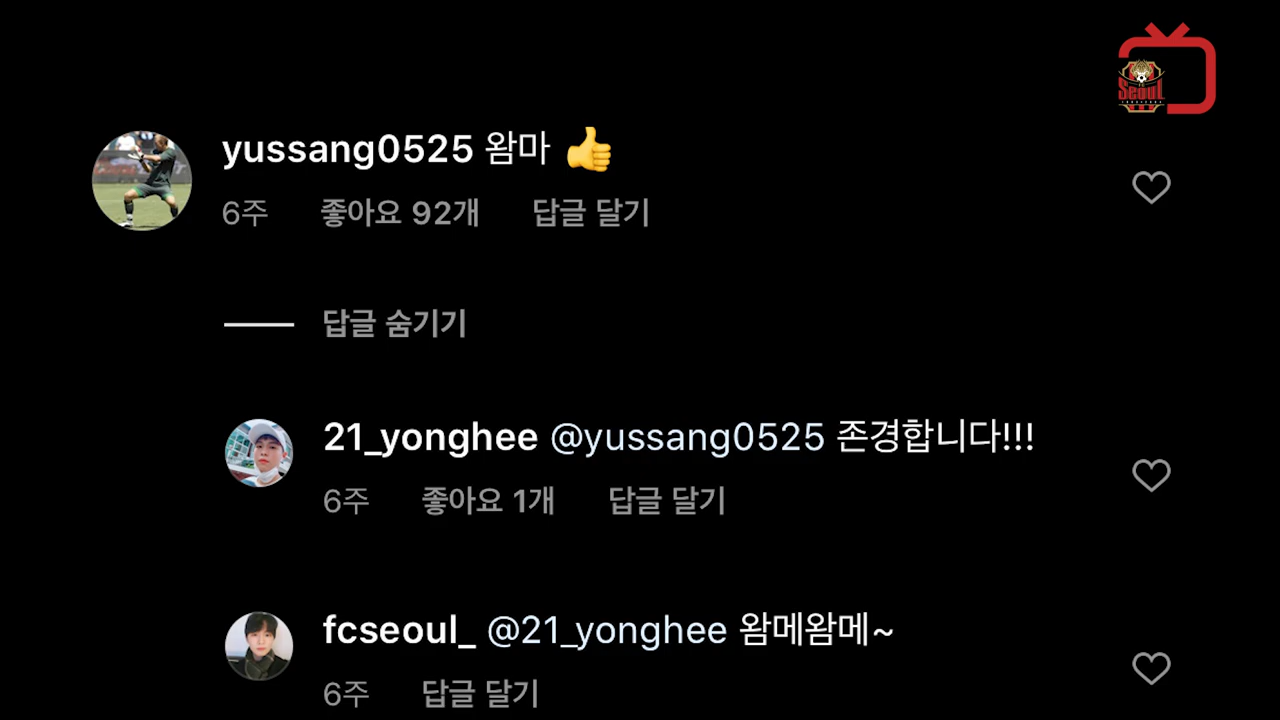 Seoul
yussang0525 왐마 👍
6주 좋아요 92개 답글 달기
답글 숨기기
21_yonghee @yussang0525 존경합니다!!!
6주 좋아요 1개 답글 달기
fcseoul_ @21_yonghee 왐메왐메~
6주 답글 달기